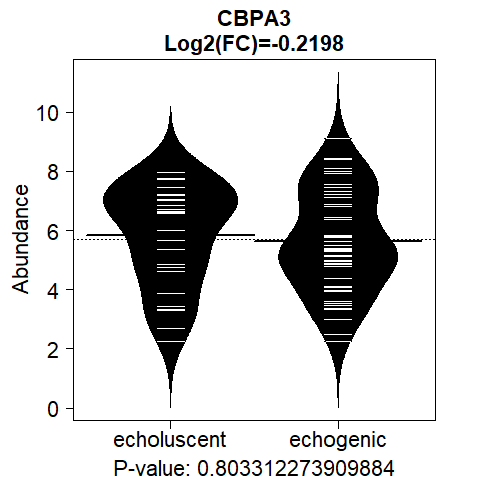 CBPA3
Log2(FC)=-0.2198
Abundance
10
8
6
4
2
0
echoluscent echogenic
P-value: 0.803312273909884